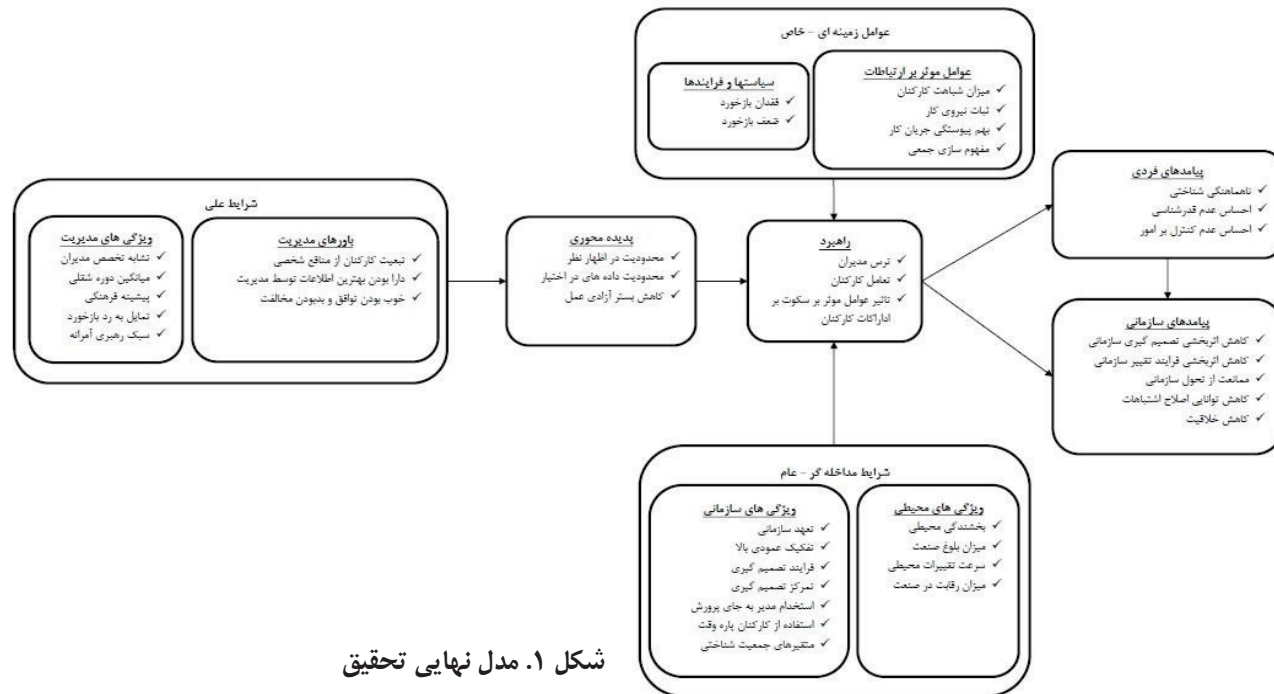 عوامل زمینه ای – خاص
عوامل موثر بر ارتباطات
میزان شباهت کارکنان
ثبات نیروی کار
بهم پیوستگی جریان کار
مفهوم سازی جمعی
سیاستها و فرایندها
فقدان بازخورد
ضعف بازخورد
شرایط علی
باورهای مدیریت
تبعیت کارکنان از منافع شخصی
دارا بودن بهترین اطلاعات توسط مدیریت
خوب بودن توافق و بدبودن مخالفت
ویژگی های مدیریت
تشابه تخصص مدیران
میانگین دوره شغلی
پیشینه فرهنگی
تمایل به رد بازخورد
سبک رهبری آمرانه
پدیده محوری
محدودیت در اظهار نظر
محدودیت داده های در اختیار
کاهش بستر آزادی عمل
راهبرد
ترس مدیران
تعامل کارکنان
تاثیر عوامل موثر بر سکوت بر
ادراکات کارکنان
پیامدهای فردی
ناهماهنگی شناختی
احساس عدم قدرشناسی
احساس عدم کنترل بر امور
پیامدهای سازمانی
کاهش اثربخشی تصمیم گیری سازمانی
کاهش اثربخشی فرایند تغییر سازمانی
ممانعت از تحول سازمانی
کاهش توانایی اصلاح اشتباهات
کاهش خلاقیت
شرایط مداخله گر – عام
ویژگی های محیطی
بخشندگی محیطی
میزان بلوغ صنعت
سرعت تغییرات محیطی
میزان رقابت در صنعت
ویژگی های سازمانی
تعهد سازمانی
تفکیک عمودی بالا
فرایند تصمیم گیری
تمرکز تصمیم گیری
استخدام مدیر به جای پرورش
استفاده از کارکنان پاره وقت
متغیرهای جمعیت شناختی
شکل ۱. مدل نهایی تحقیق